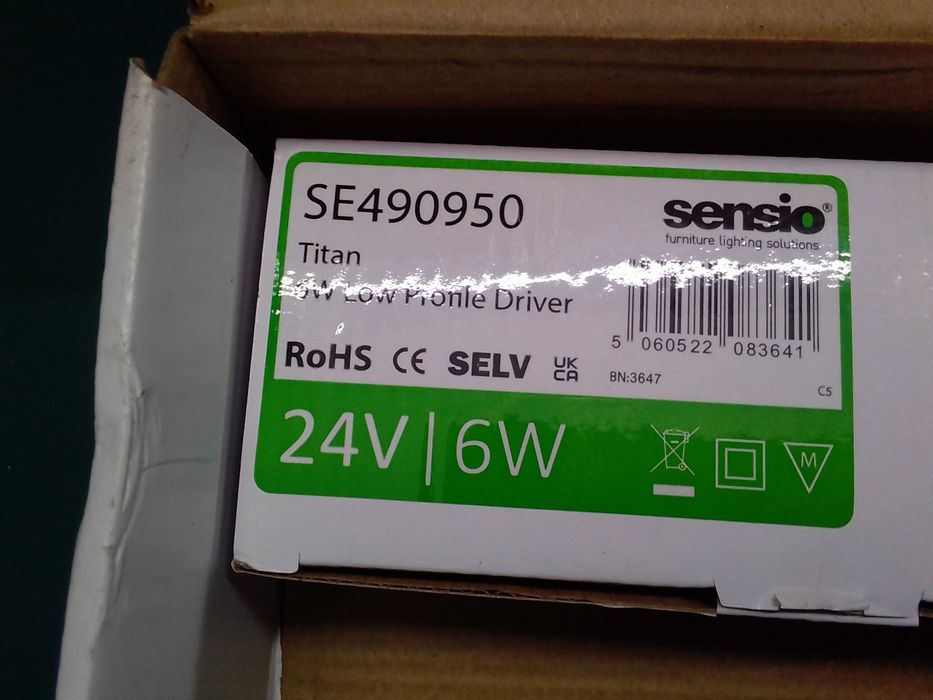 SE490950
sensio®
furniture lighting solutions
Titan
6W Low Profile Driver
5 060522 083641
RoHS CE SELV UK CA
BN:3647
C5
24V | 6W
M